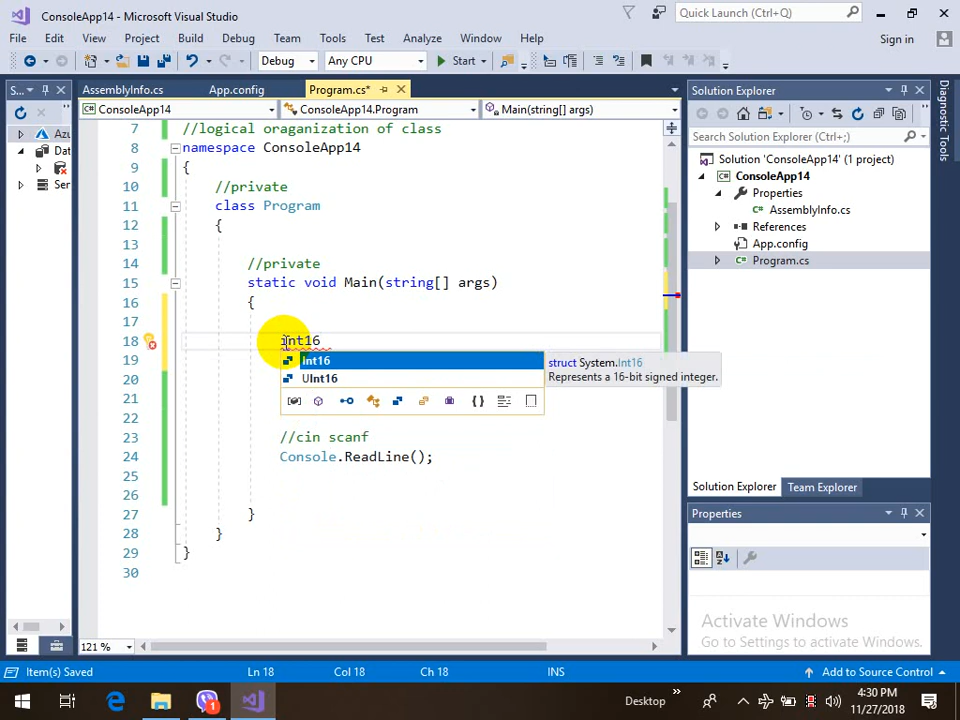 ConsoleApp14 - Microsoft Visual Studio
Quick Launch (Ctrl+Q)
File Edit View Project Build Debug Team Tools Test Analyze Window Help
Sign in
Debug Any CPU Start
S...
AssemblyInfo.cs App.config Program.cs*
Solution Explorer
ConsoleApp14 ConsoleApp14.Program Main(string[] args)
Search Solution Explorer (Ctrl+;)
Diagnostic Tools
Azu
Dat
Ser
7 //logical oraganization of class
8 namespace ConsoleApp14
9 {
10 //private
11 class Program
12 {
13
14 //private
15 static void Main(string[] args)
16 {
17
18 int16
19
20
21
22
23 //cin scanf
24 Console.ReadLine();
25
26
27 }
28 }
29 }
30
Int16
UInt16
struct System.Int16
Represents a 16-bit signed integer.
Solution 'ConsoleApp14' (1 project)
ConsoleApp14
Properties
AssemblyInfo.cs
References
App.config
Program.cs
Solution Explorer Team Explorer
Properties
Activate Windows
Go to Settings to activate Windows.
121 %
Item(s) Saved Ln 18 Col 18 Ch 18 INS Add to Source Control
1
Desktop
4:30 PM
11/27/2018